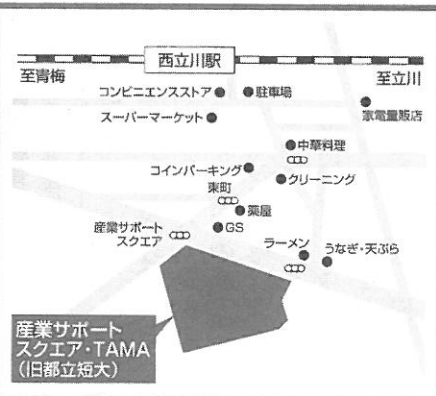 西立川駅
至青梅
至立川
コンビニエンスストア
駐車場
家電量販店
スーパーマーケット
中華料理
コインパーキング
クリーニング
東町
薬屋
産業サポート
スクエア
GS
ラーメン
うなぎ・天ぷら
産業サポート
スクエア・TAMA
（旧都立短大）